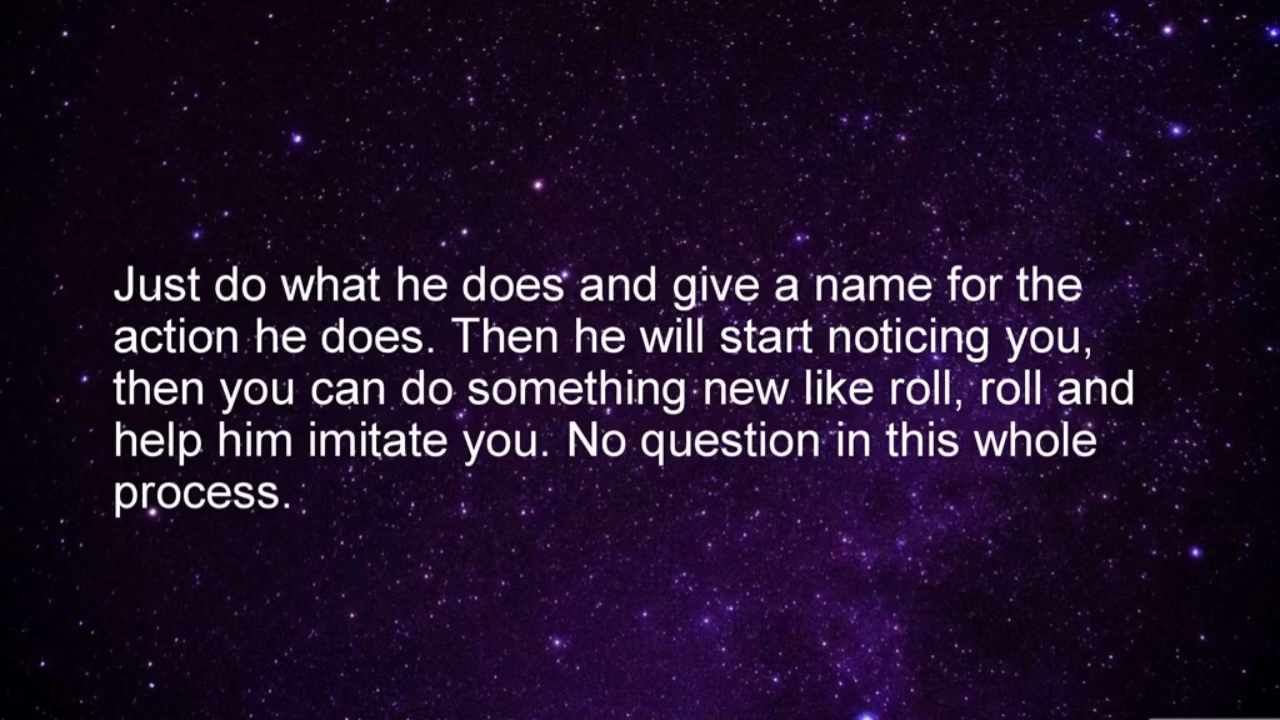 Just do what he does and give a name for the
action he does. Then he will start noticing you,
then you can do something new like roll, roll and
help him imitate you. No question in this whole
process.